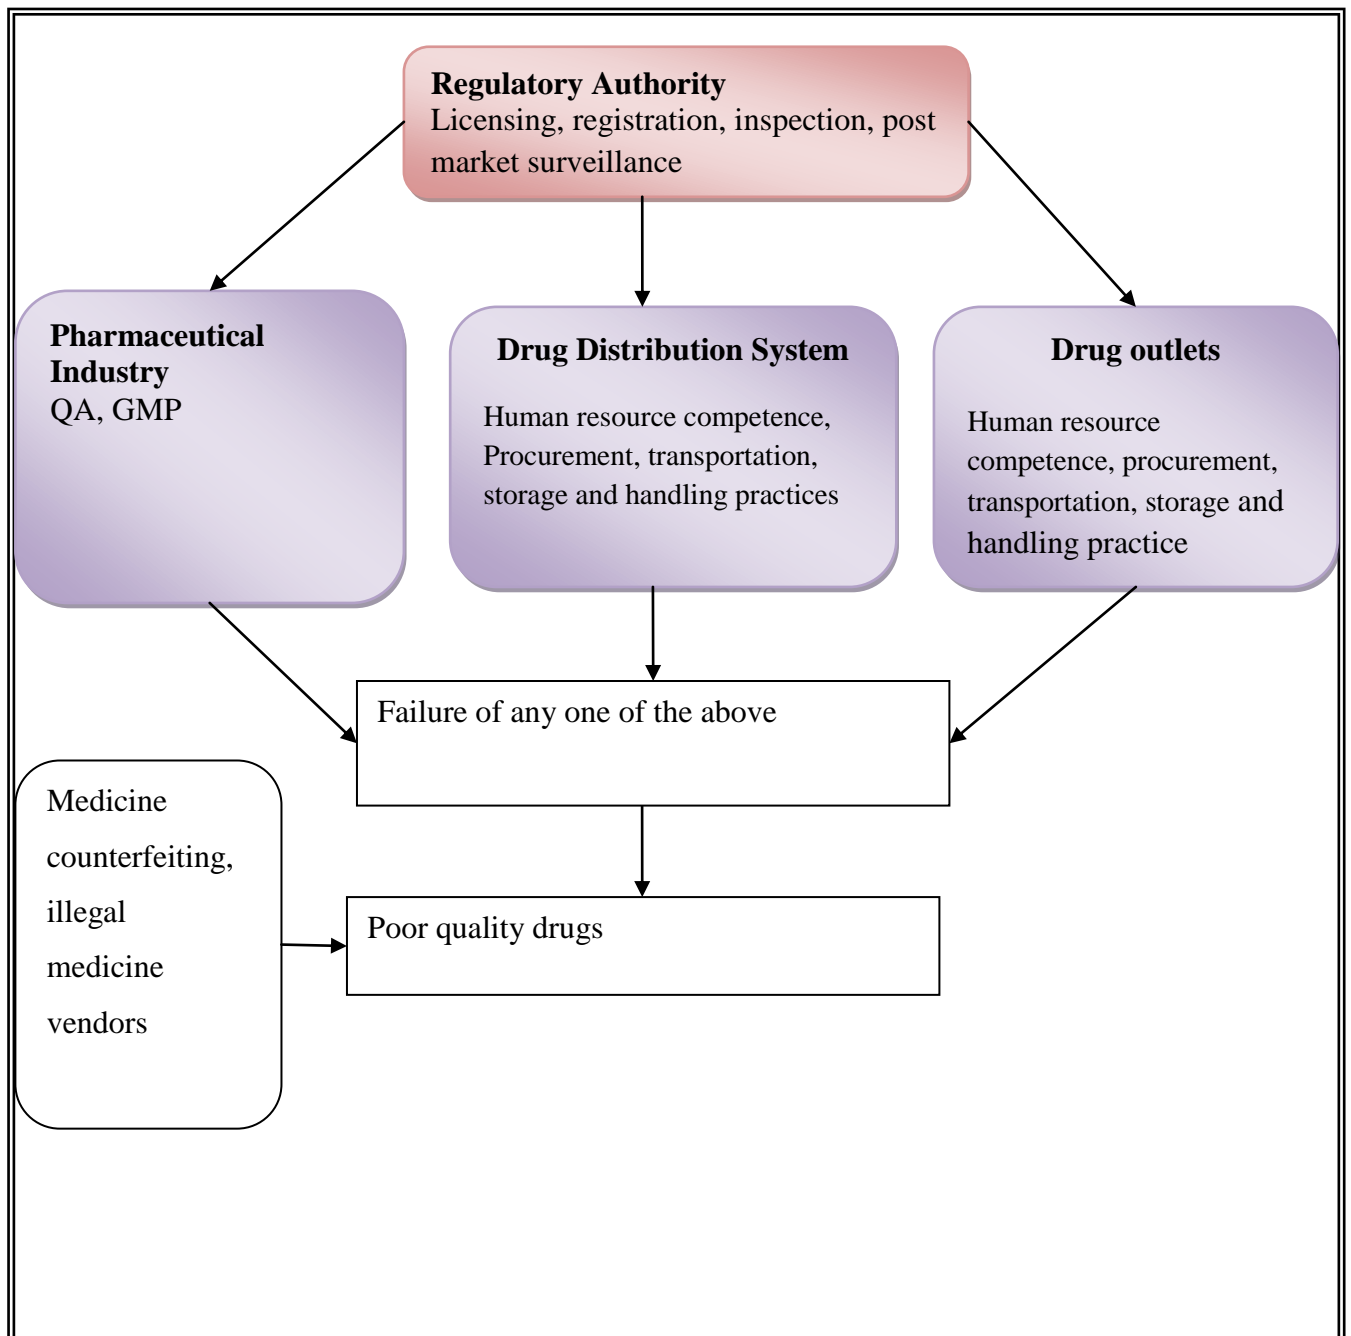 Regulatory Authority
Licensing, registration, inspection, post
market surveillance
Pharmaceutical
Industry
QA, GMP
Drug Distribution System
Human resource competence,
Procurement, transportation,
storage and handling practices
Drug outlets
Human resource
competence, procurement,
transportation, storage and
handling practice
Failure of any one of the above
Medicine
counterfeiting,
illegal
medicine
vendors
Poor quality drugs